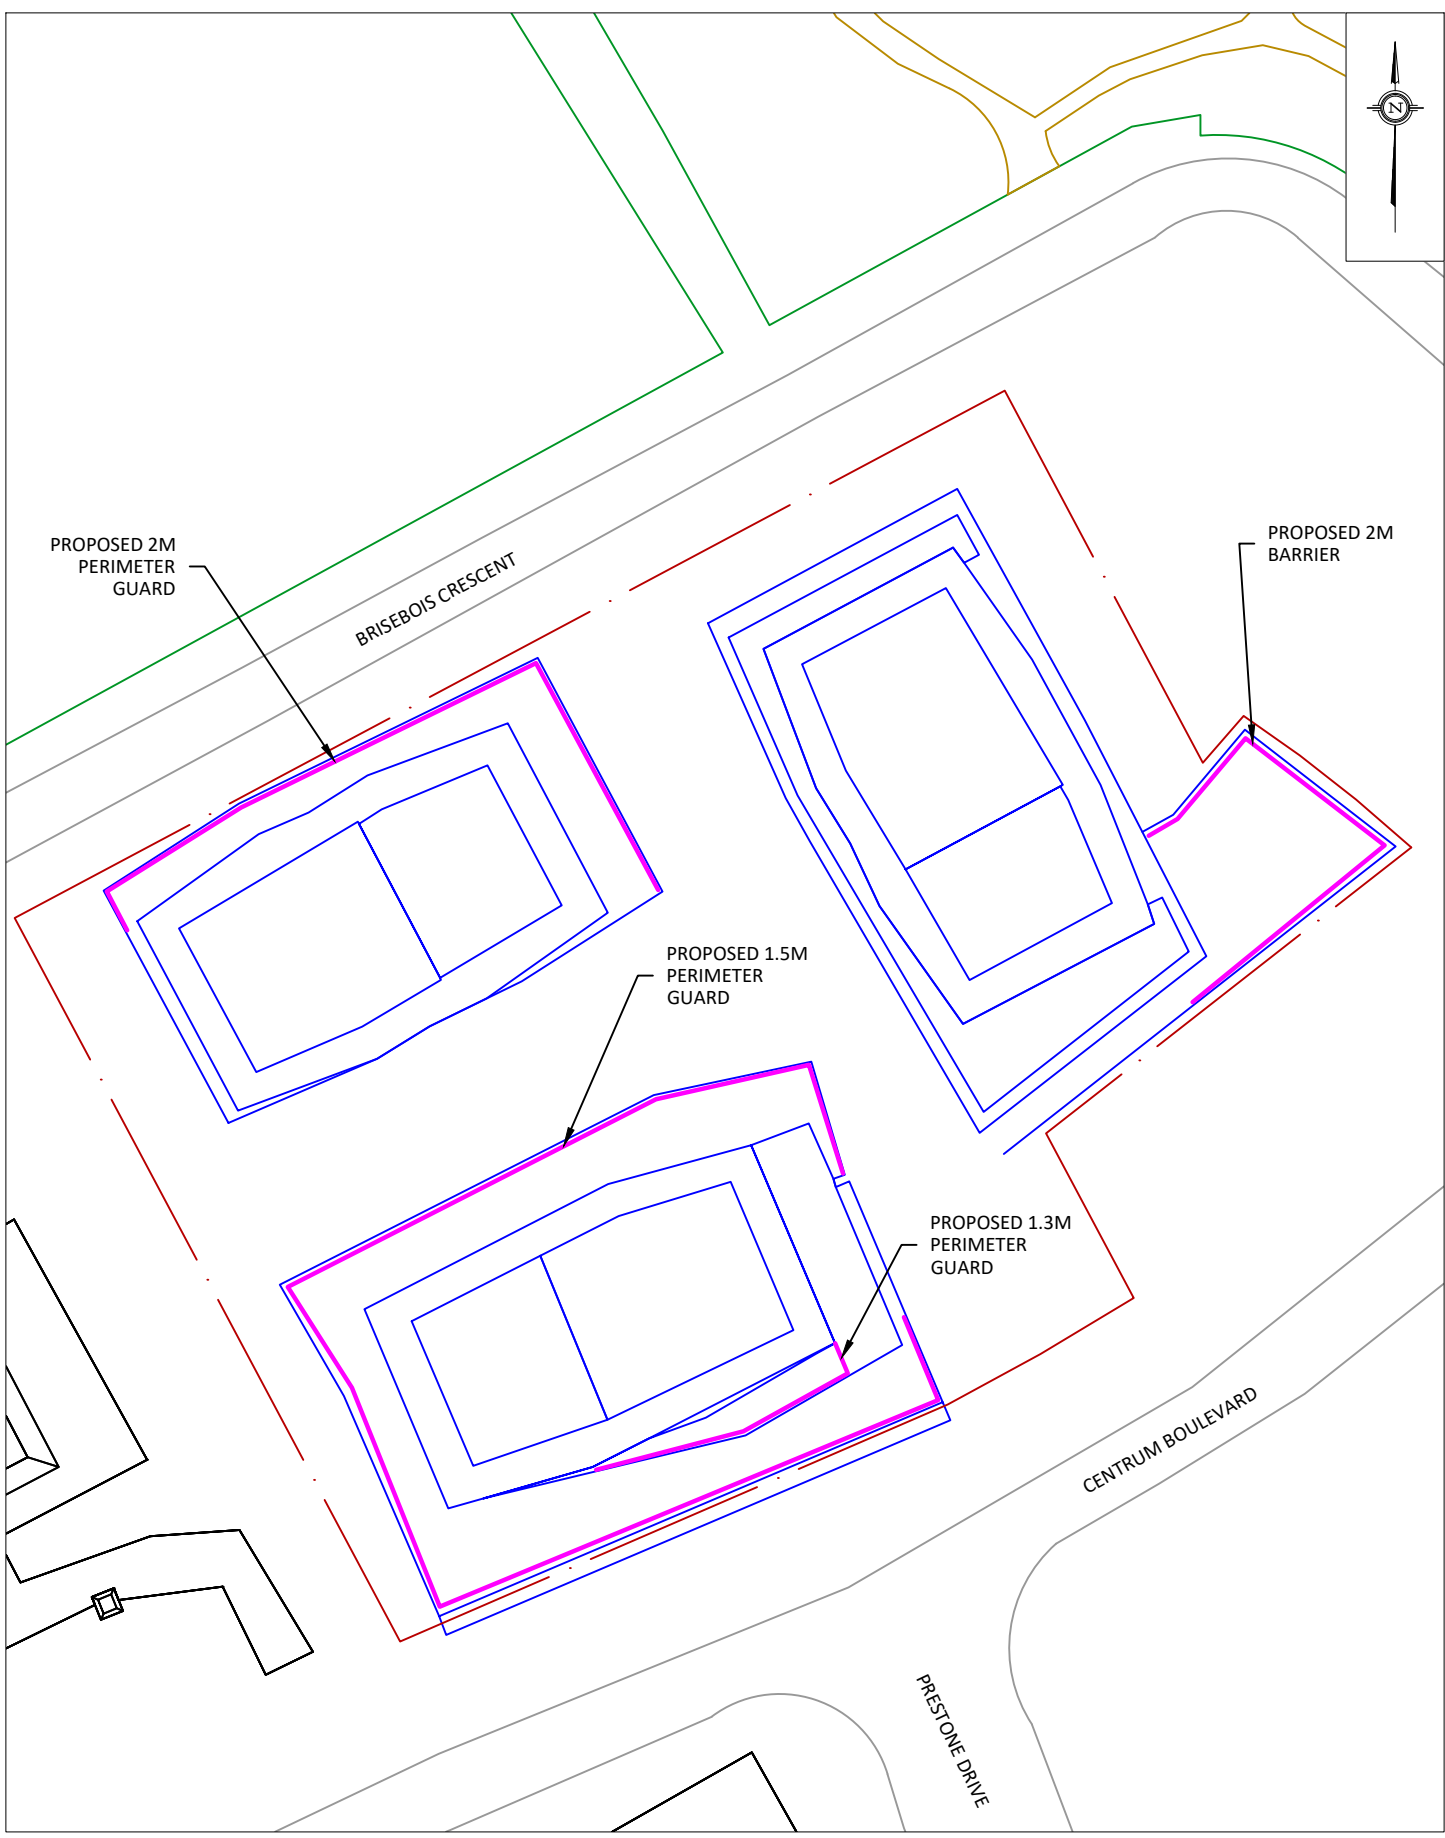 N
PROPOSED 2M
PERIMETER
GUARD
BRISEBOIS CRESCENT
PROPOSED 2M
BARRIER
PROPOSED 1.5M
PERIMETER
GUARD
PROPOSED 1.3M
PERIMETER
GUARD
CENTRUM BOULEVARD
PRESTONE DRIVE